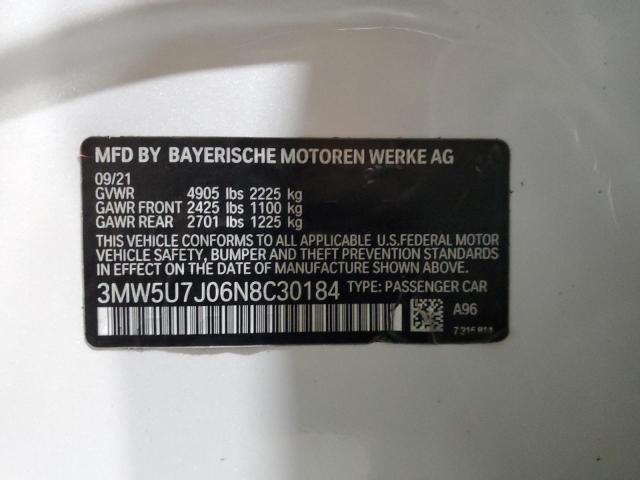 MFD BY BAYERISCHE MOTOREN WERKE AG
09/21
GVWR 4905 lbs 2225 kg
GAWR FRONT 2425 lbs 1100 kg
GAWR REAR 2701 lbs 1225 kg
THIS VEHICLE CONFORMS TO ALL APPLICABLE U.S.FEDERAL MOTOR
VEHICLE SAFETY, BUMPER AND THEFT PREVENTION STANDARDS
IN EFFECT ON THE DATE OF MANUFACTURE SHOWN ABOVE.
3MW5U7J06N8C30184 TYPE: PASSENGER CAR
A96